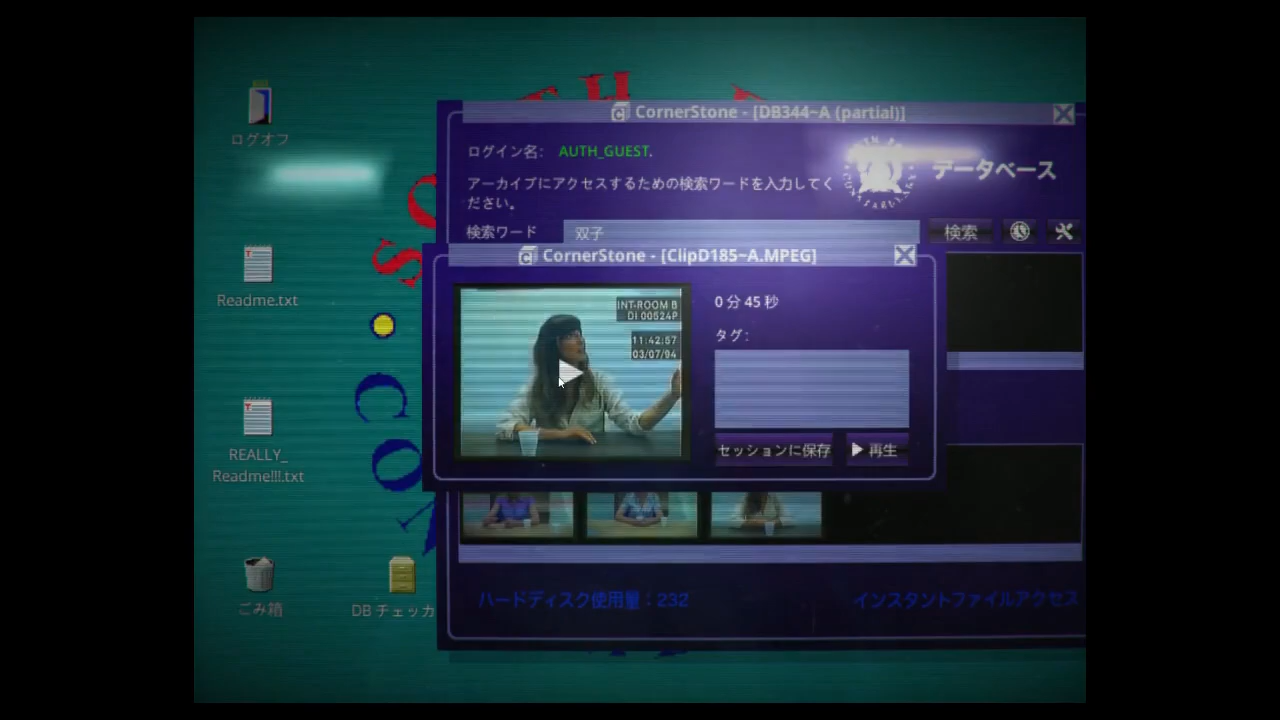 CornerStone - [DB344~A (partial)]
ログオフ
ログイン名: AUTH_GUEST.
アーカイブにアクセスするための検索ワードを入力してく
ださい。
データベース
検索ワード
双子
検索
CornerStone - [ClipD185~A.MPEG]
Readme.txt
INT-ROOM B
DI 00524P
11:42:57
03/07/94
0 分 45 秒
タグ:
セッションに保存
再生
REALLY_
Readme!!!.txt
ごみ箱
DB チェッカ
ハードディスク使用量：232
インスタントファイルアクセス